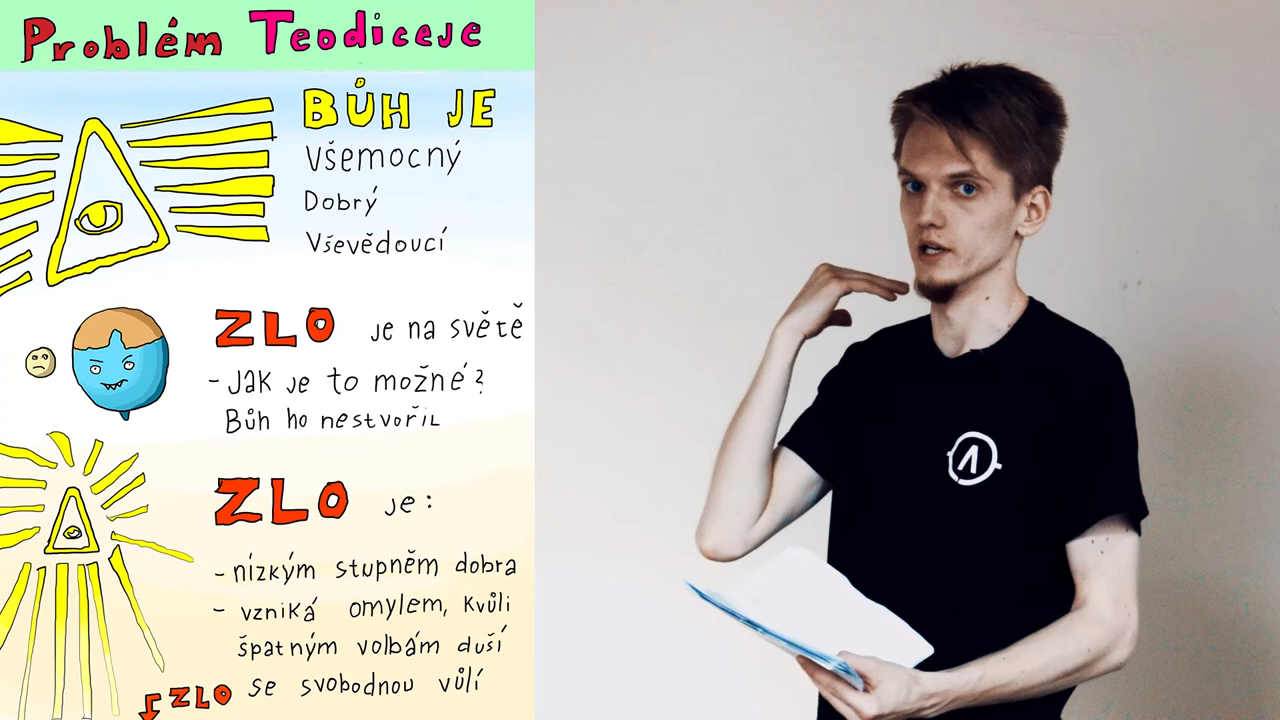 Problém Teodiceje
BŮH JE
Všemocný
Dobrý
Vševědoucí
ZLO je na světě
- Jak je to možné?
Bůh ho nestvořil
ZLO je:
- nízkým stupněm dobra
- vzniká omylem, kvůli
špatným volbám duší
se svobodnou vůlí
ZLO